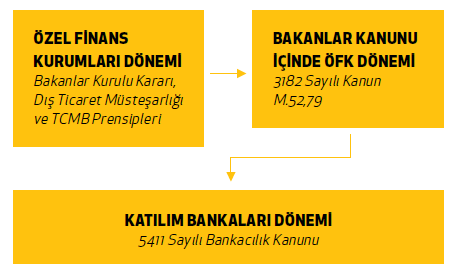 ÖZEL FİNANS
KURUMLARI DÖNEMİ
Bakanlar Kurulu Kararı,
Dış Ticaret Müsteşarlığı
ve TCMB Prensipleri
BAKANLAR KANUNU
İÇİNDE ÖFK DÖNEMİ
3182 Sayılı Kanun
M.52,79
KATILIM BANKALARI DÖNEMİ
5411 Sayılı Bankacılık Kanunu